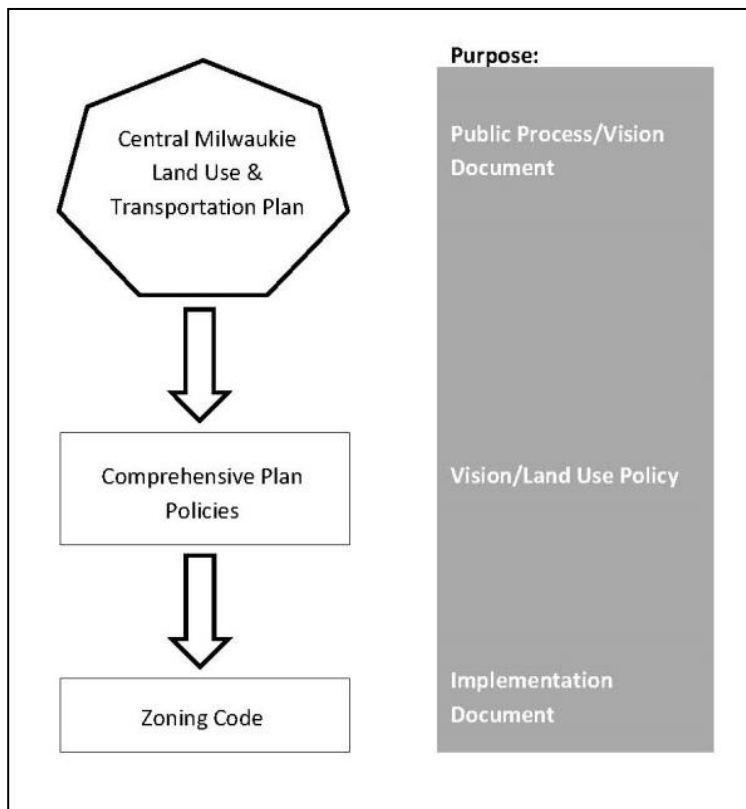 Purpose:
Central Milwaukie
Land Use &
Transportation Plan
Public Process/Vision
Document
Comprehensive Plan
Policies
Vision/Land Use Policy
Zoning Code
Implementation
Document